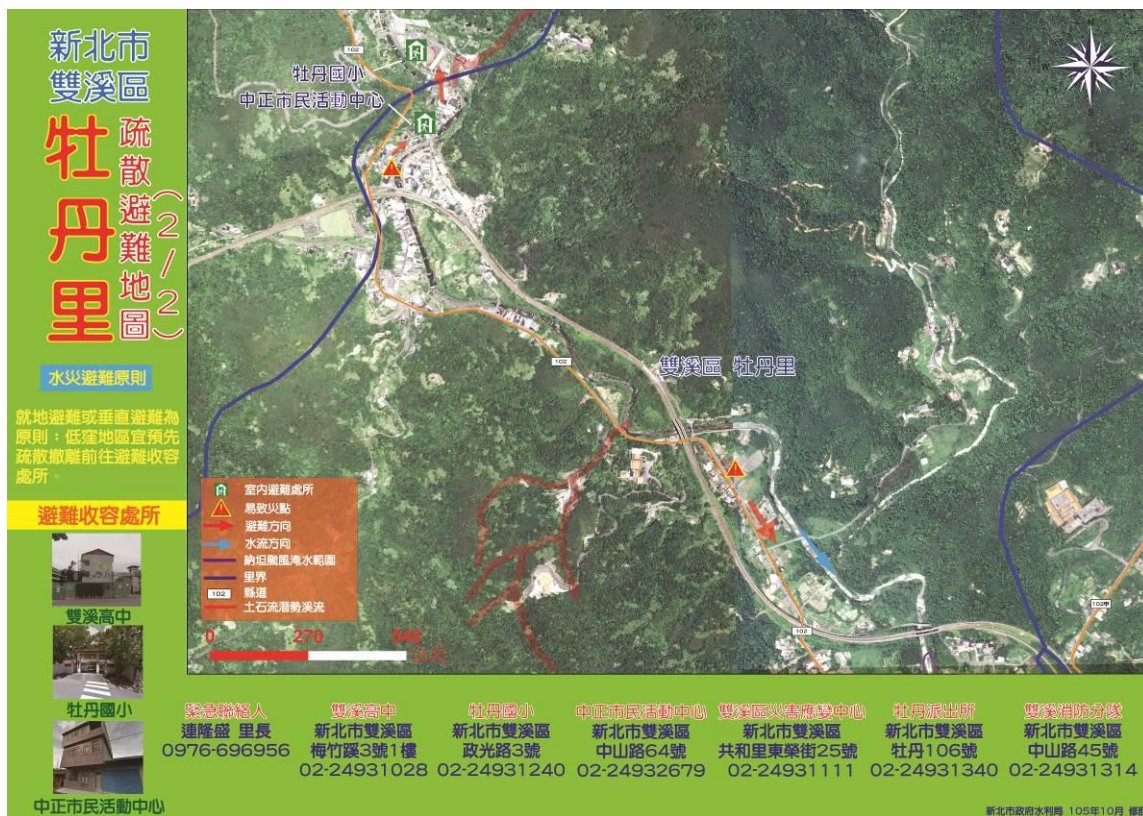 新北市
雙溪區
牡丹里
疏散避難地圖
(2/2)
水災避難原則
就地避難或垂直避難為
原則；低窪地區宜預先
疏散撤離前往避難收容
處所。
避難收容處所
雙溪高中
牡丹國小
中正市民活動中心
102
牡丹國小
中正市民活動中心
102
雙溪區 牡丹里
102
102甲
室內避難處所
易致災點
避難方向
水流方向
納坦颱風淹水範圍
里界
102 縣道
土石流潛勢溪流
0 270 540
公尺
緊急聯絡人
連隆盛 里長
0976-696956
雙溪高中
新北市雙溪區
梅竹蹊3號1樓
02-24931028
牡丹國小
新北市雙溪區
政光路3號
02-24931240
中正市民活動中心
新北市雙溪區
中山路64號
02-24932679
雙溪區災害應變中心
新北市雙溪區
共和里東榮街25號
02-24931111
牡丹派出所
新北市雙溪區
牡丹106號
02-24931340
雙溪消防分隊
新北市雙溪區
中山路45號
02-24931314
新北市政府水利局 105年10月 修